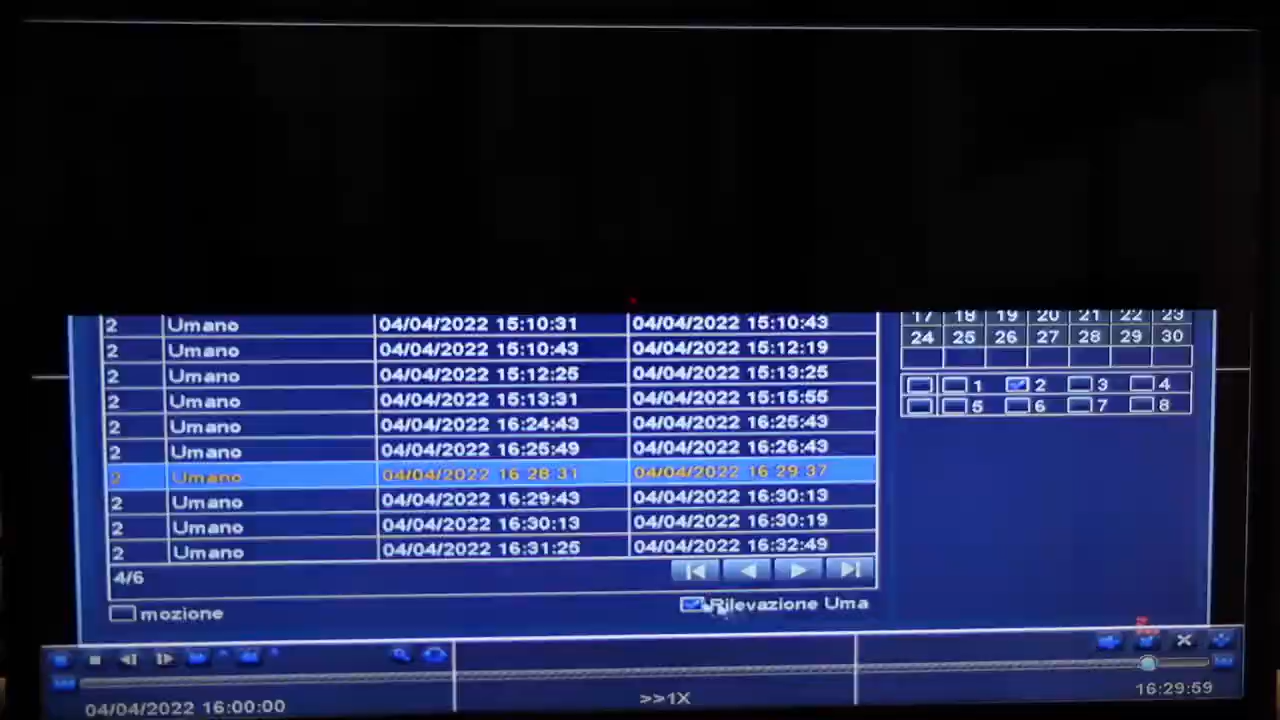 2 Umano 04/04/2022 15:10:31 04/04/2022 15:10:43
2 Umano 04/04/2022 15:10:43 04/04/2022 15:12:19
2 Umano 04/04/2022 15:12:25 04/04/2022 15:13:25
2 Umano 04/04/2022 15:13:31 04/04/2022 15:15:55
2 Umano 04/04/2022 16:24:43 04/04/2022 16:25:43
2 Umano 04/04/2022 16:25:49 04/04/2022 16:26:43
2 Umano 04/04/2022 16:28:31 04/04/2022 16:29:37
2 Umano 04/04/2022 16:29:43 04/04/2022 16:30:13
2 Umano 04/04/2022 16:30:13 04/04/2022 16:30:19
2 Umano 04/04/2022 16:31:25 04/04/2022 16:32:49
4/6
mozione
Rilevazione Uma
17 18 19 20 21 22 23
24 25 26 27 28 29 30
1 2 3 4
5 6 7 8
04/04/2022 16:00:00
>>1X
16:29:59